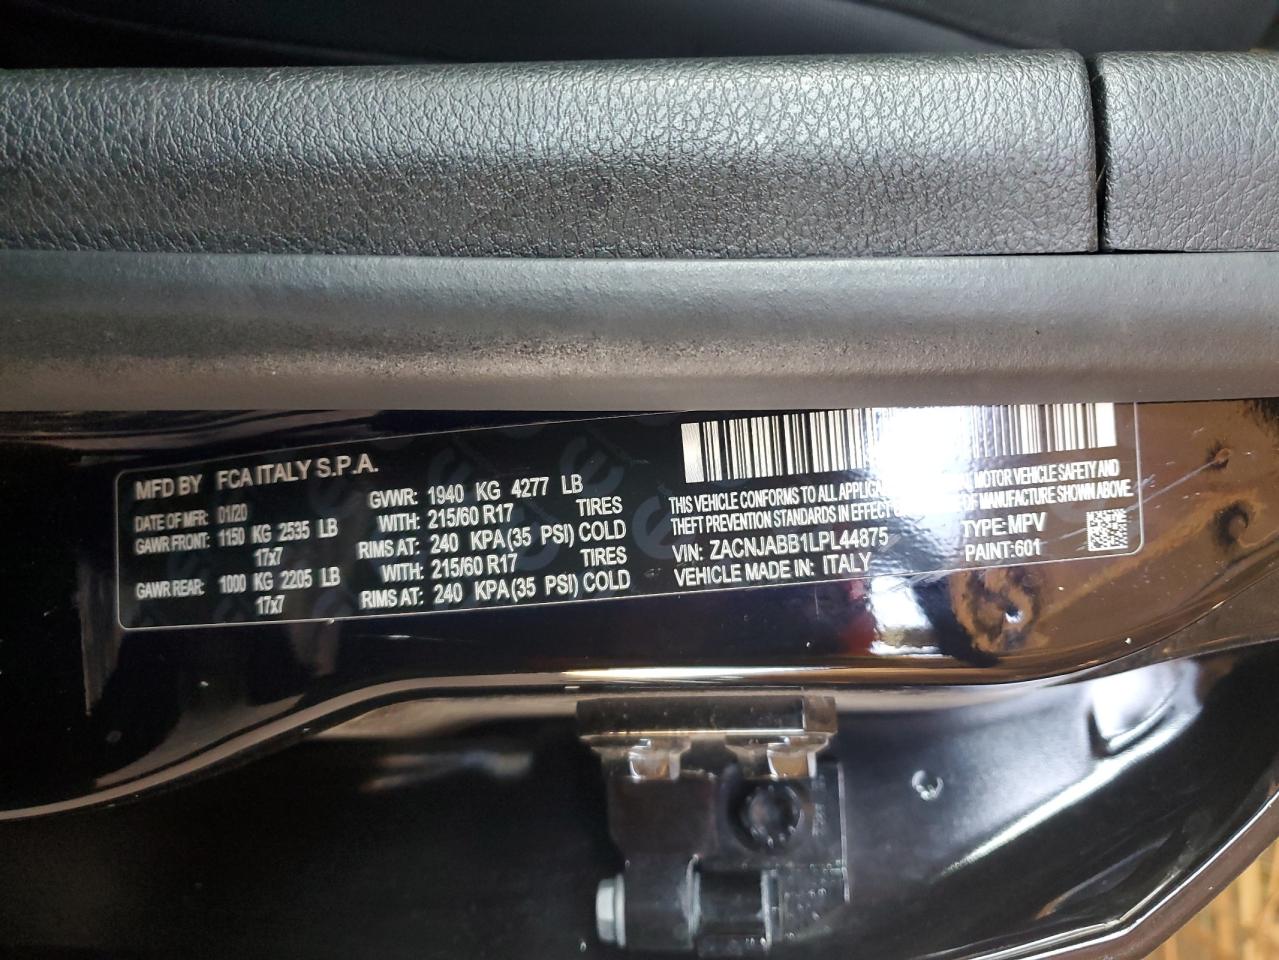 MFD BY FCA ITALY S.P.A.
DATE OF MFR: 01/20 GVWR: 1940 KG 4277 LB
GAWR FRONT: 1150 KG 2535 LB WITH: 215/60 R17 TIRES
17x7 RIMS AT: 240 KPA(35 PSI) COLD
GAWR REAR: 1000 KG 2205 LB WITH: 215/60 R17 TIRES
17x7 RIMS AT: 240 KPA(35 PSI) COLD
THIS VEHICLE CONFORMS TO ALL MOTOR VEHICLE SAFETY AND
THEFT PREVENTION STANDARDS IN EFFECT OF MANUFACTURE SHOWN ABOVE.
VIN: ZACNJABB1LPL44875 TYPE: MPV
VEHICLE MADE IN: ITALY PAINT:601